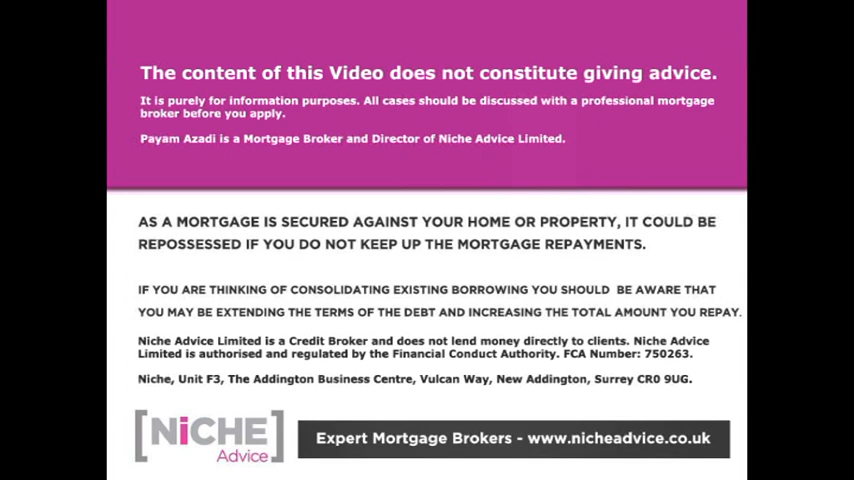 The content of this Video does not constitute giving advice.
It is purely for information purposes. All cases should be discussed with a professional mortgage
broker before you apply.
Payam Azadi is a Mortgage Broker and Director of Niche Advice Limited.
AS A MORTGAGE IS SECURED AGAINST YOUR HOME OR PROPERTY, IT COULD BE
REPOSSESSED IF YOU DO NOT KEEP UP THE MORTGAGE REPAYMENTS.
IF YOU ARE THINKING OF CONSOLIDATING EXISTING BORROWING YOU SHOULD BE AWARE THAT
YOU MAY BE EXTENDING THE TERMS OF THE DEBT AND INCREASING THE TOTAL AMOUNT YOU REPAY.
Niche Advice Limited is a Credit Broker and does not lend money directly to clients. Niche Advice
Limited is authorised and regulated by the Financial Conduct Authority. FCA Number: 750263.
Niche, Unit F3, The Addington Business Centre, Vulcan Way, New Addington, Surrey CR0 9UG.
[NiCHE]
Advice
Expert Mortgage Brokers - www.nicheadvice.co.uk